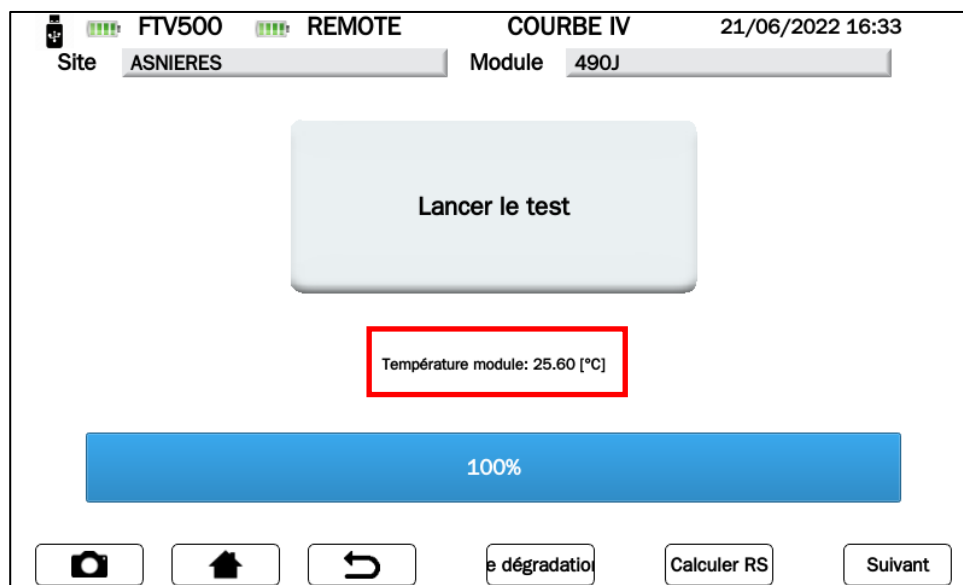 FTV500 REMOTE COURBE IV 21/06/2022 16:33
Site ASNIERES Module 490J
Lancer le test
Température module: 25.60 [°C]
100%
e dégradation Calculer RS Suivant